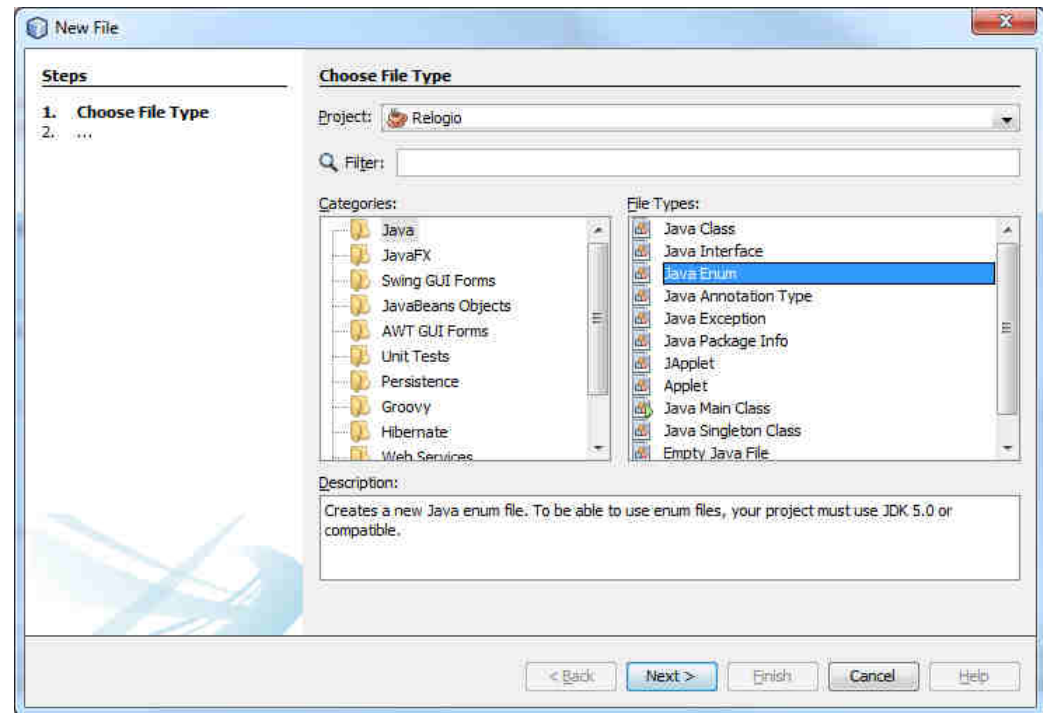 New File
Steps
1. Choose File Type
2. ...
Choose File Type
Project: Relogio
Filter:
Categories:
Java
JavaFX
Swing GUI Forms
JavaBeans Objects
AWT GUI Forms
Unit Tests
Persistence
Groovy
Hibernate
Web Services
File Types:
Java Class
Java Interface
Java Enum
Java Annotation Type
Java Exception
Java Package Info
JApplet
Applet
Java Main Class
Java Singleton Class
Empty Java File
Description:
Creates a new Java enum file. To be able to use enum files, your project must use JDK 5.0 or
compatible.
< Back Next > Finish Cancel Help